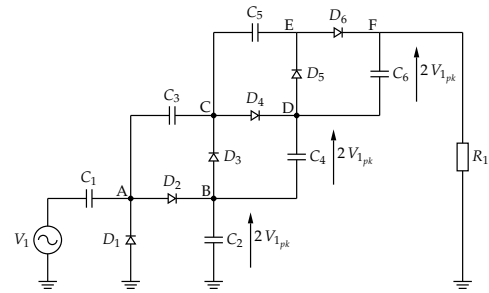 C5 E D6 F
D5 C6 2 V1pk
C3 C D4 D
R1
D3 C4 2 V1pk
C1 A D2 B
V1 D1 C2 2 V1pk